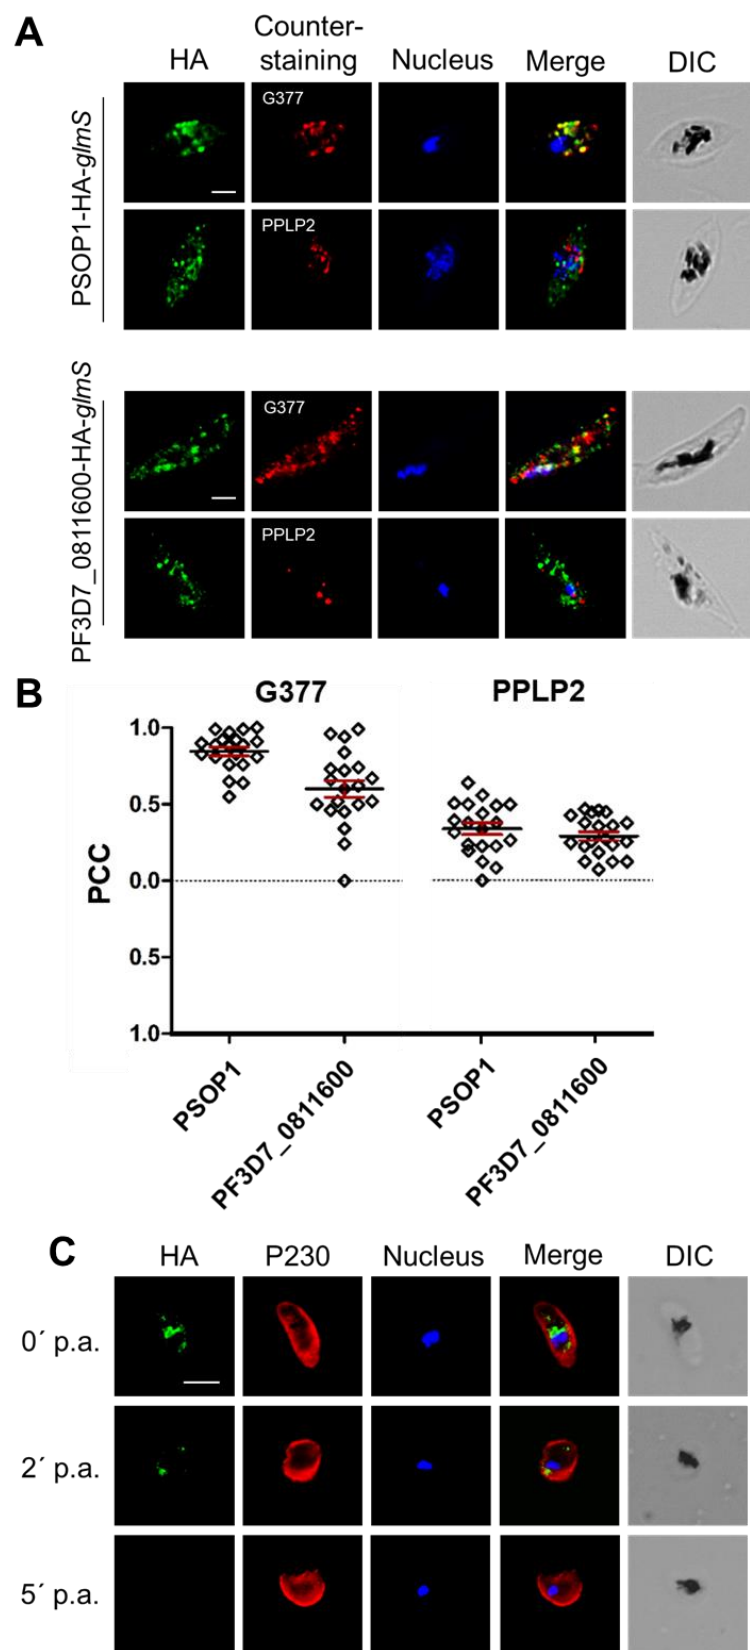 A
HA
Counter-
staining
Nucleus
Merge
DIC
PSOP1-HA-glmS
G377
PPLP2
PF3D7_0811600-HA-glmS
G377
PPLP2
B
G377
PPLP2
PCC
1.0
0.5
0.0
0.5
1.0
PSOP1
PF3D7_0811600
PSOP1
PF3D7_0811600
C
HA
P230
Nucleus
Merge
DIC
0´ p.a.
2´ p.a.
5´ p.a.